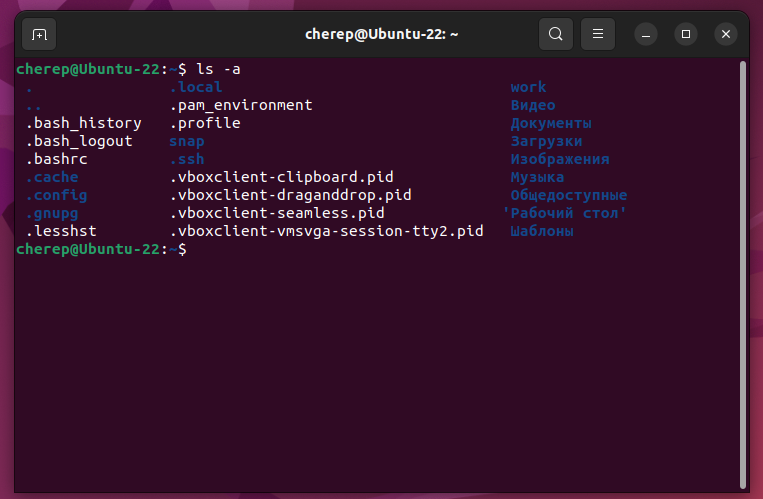 cherep@Ubuntu-22: ~
cherep@Ubuntu-22:~$ ls -a
. .local work
.. .pam_environment Видео
.bash_history .profile Документы
.bash_logout snap Загрузки
.bashrc .ssh Изображения
.cache .vboxclient-clipboard.pid Музыка
.config .vboxclient-draganddrop.pid Общедоступные
.gnupg .vboxclient-seamless.pid 'Рабочий стол'
.lesshst .vboxclient-vmsvga-session-tty2.pid Шаблоны
cherep@Ubuntu-22:~$